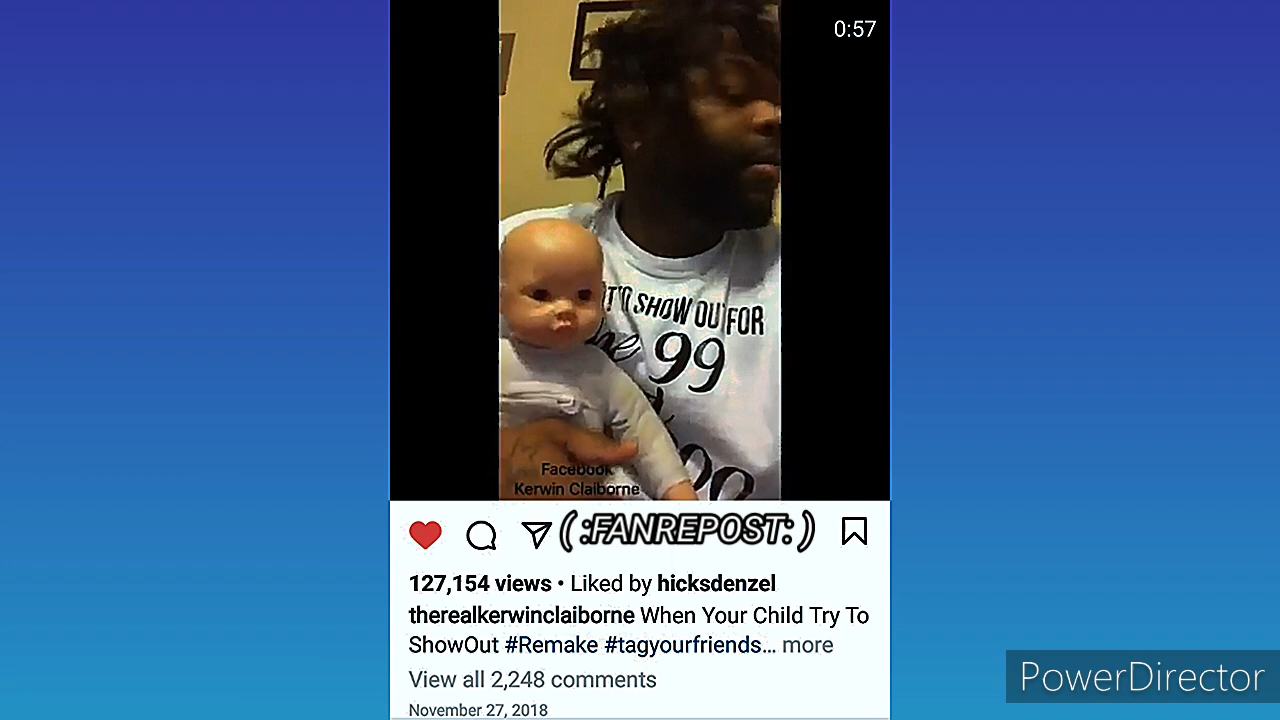 0:57
SHOW OUT FOR
99
Facebook
Kerwin Claiborne
( :FANREPOST: )
127,154 views • Liked by hicksdenzel
therealkerwinclaiborne When Your Child Try To
ShowOut #Remake #tagyourfriends... more
View all 2,248 comments
November 27, 2018
PowerDirector